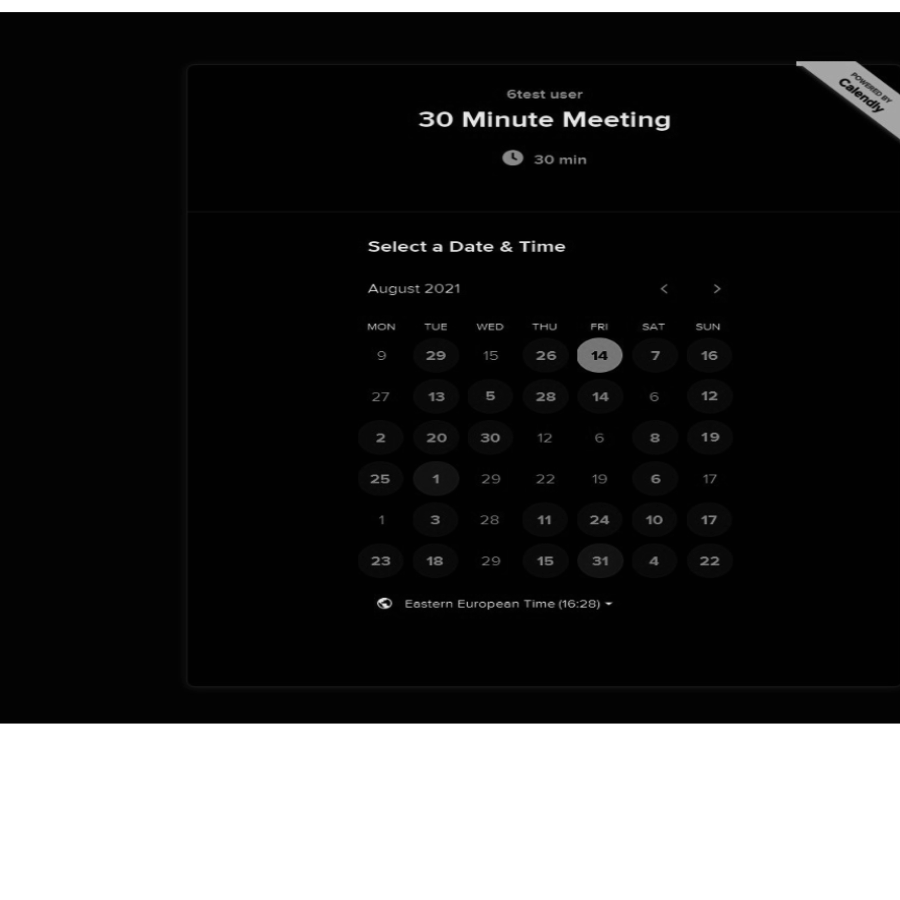 POWERED BY
Calendly
6test user
30 Minute Meeting
30 min
Select a Date & Time
August 2021
MON TUE WED THU FRI SAT SUN
9 29 15 26 14 7 16
27 13 5 28 14 6 12
2 20 30 12 6 8 19
25 1 29 22 19 6 17
1 3 28 11 24 10 17
23 18 29 15 31 4 22
Eastern European Time (16:28)